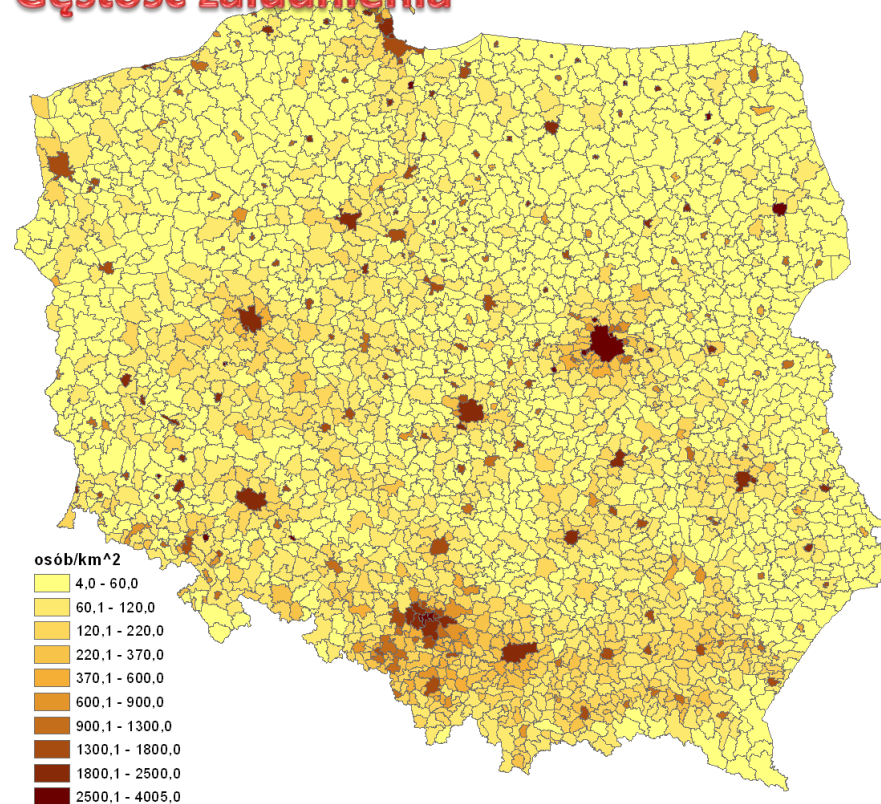 Gęstość zaludnienia
osób/km^2
4,0 - 60,0
60,1 - 120,0
120,1 - 220,0
220,1 - 370,0
370,1 - 600,0
600,1 - 900,0
900,1 - 1300,0
1300,1 - 1800,0
1800,1 - 2500,0
2500,1 - 4005,0